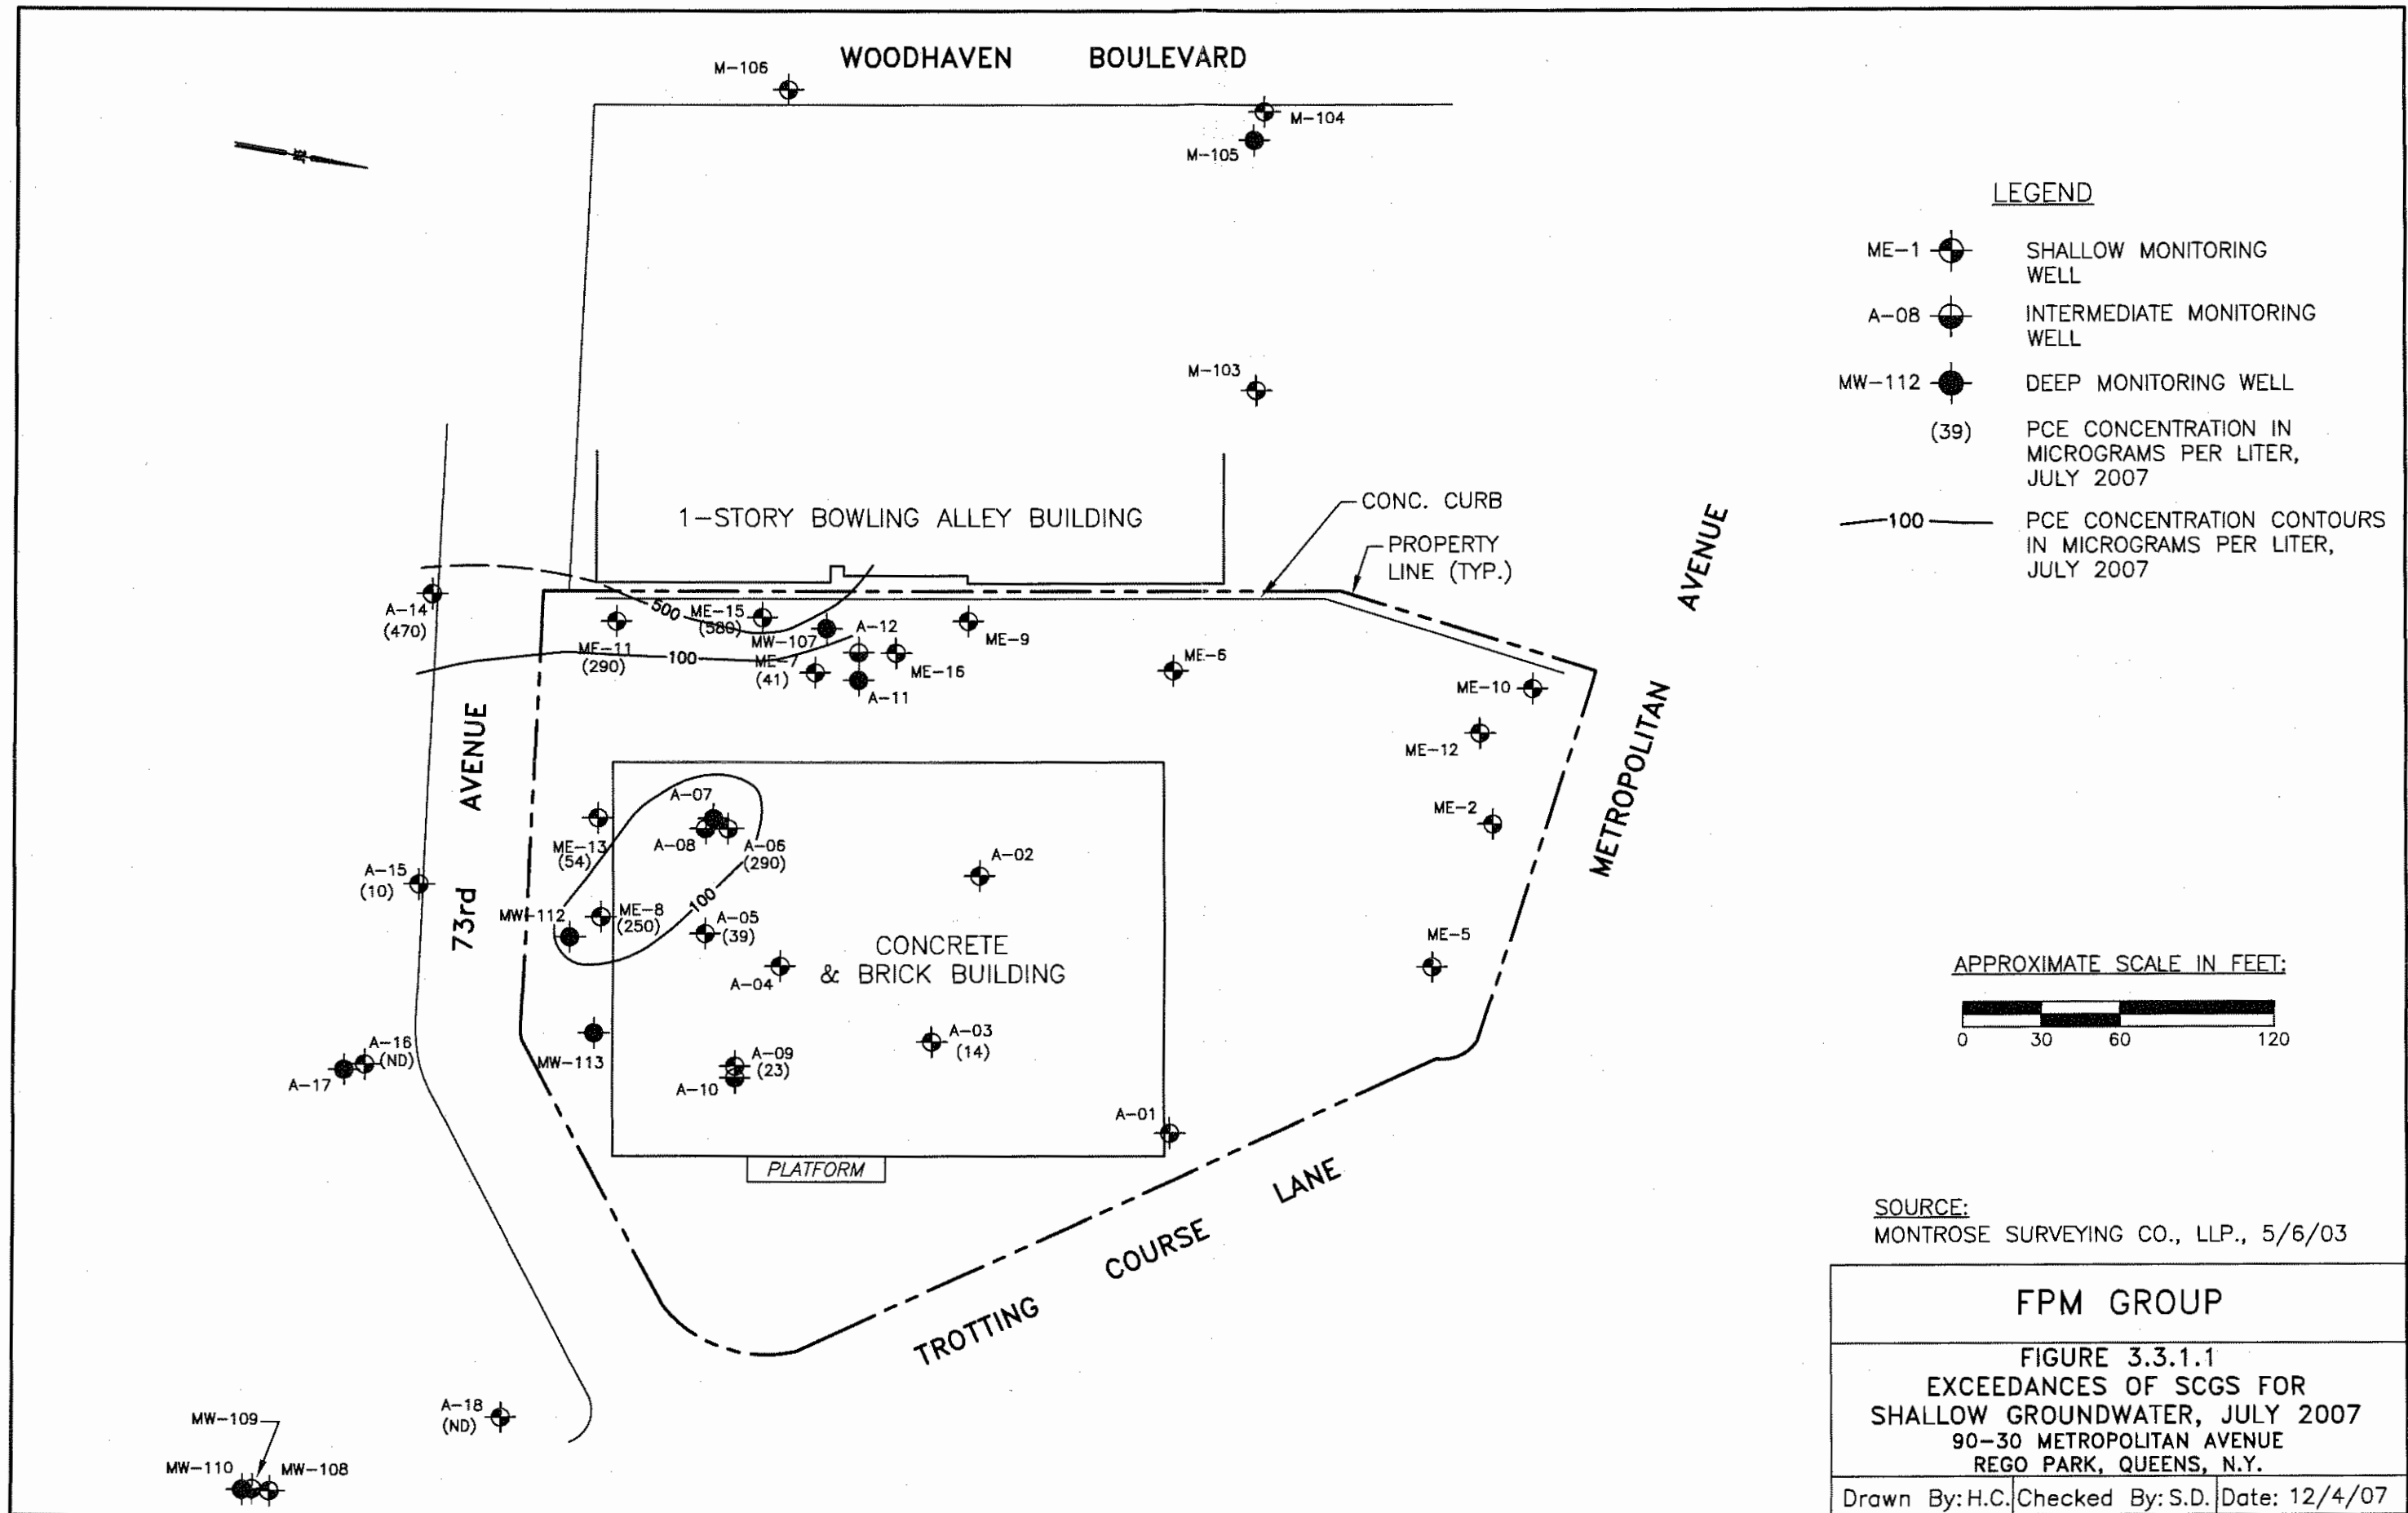 WOODHAVEN BOULEVARD
M-106
M-104
M-105
M-103
LEGEND
ME-1
SHALLOW MONITORING
WELL
A-08
INTERMEDIATE MONITORING
WELL
MW-112
DEEP MONITORING WELL
(39)
PCE CONCENTRATION IN
MICROGRAMS PER LITER,
JULY 2007
100
PCE CONCENTRATION CONTOURS
IN MICROGRAMS PER LITER,
JULY 2007
1-STORY BOWLING ALLEY BUILDING
CONC. CURB
PROPERTY
LINE (TYP.)
A-14
(470)
500
ME-15
(580)
MW-107
A-12
ME-9
ME-11
(290)
100
ME-7
(41)
ME-16
A-11
ME-6
ME-10
ME-12
ME-2
ME-5
METROPOLITAN AVENUE
73rd AVENUE
A-07
A-08
A-06
(290)
ME-13
(54)
A-15
(10)
A-02
MW-112
ME-8
(250)
100
A-05
(39)
A-04
CONCRETE
& BRICK BUILDING
A-03
(14)
A-16
(ND)
A-17
MW-113
A-09
(23)
A-10
A-01
PLATFORM
TROTTING COURSE LANE
A-18
(ND)
MW-109
MW-110
MW-108
APPROXIMATE SCALE IN FEET:
0 30 60 120
SOURCE:
MONTROSE SURVEYING CO., LLP., 5/6/03
FPM GROUP
FIGURE 3.3.1.1
EXCEEDANCES OF SCGS FOR
SHALLOW GROUNDWATER, JULY 2007
90-30 METROPOLITAN AVENUE
REGO PARK, QUEENS, N.Y.
Drawn By: H.C. Checked By: S.D. Date: 12/4/07